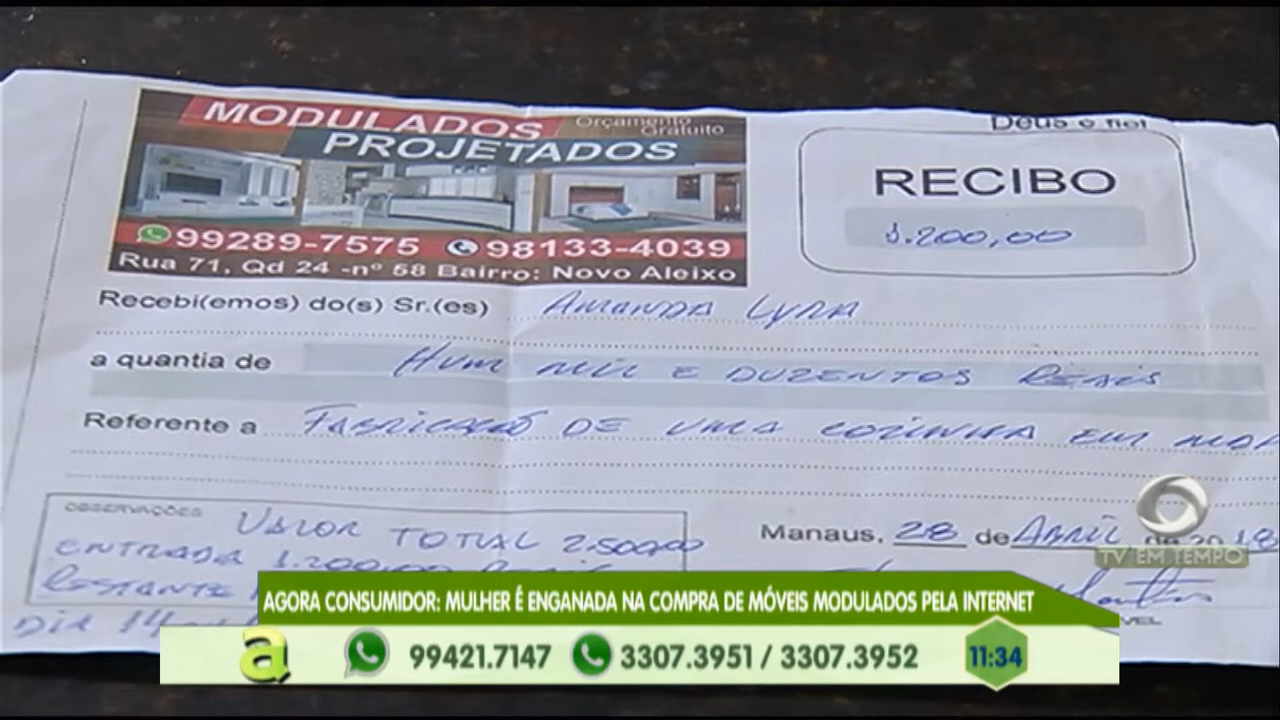 Deus é fiel
MODULADOS
PROJETADOS
Orçamento
Gratuito
99289-7575 98133-4039
Rua 71, Qd 24 -nº 58 Bairro: Novo Aleixo
RECIBO
1.200,00
Recebi(emos) do(s) Sr.(es) Amanda Lyra
a quantia de Hum mil e duzentos Reais
Referente a Fabricação de uma cozinha em
OBSERVAÇÕES Valor total 2.500,00
Entrada 1.200,00
Restante
Dia 14
Manaus, 28 de Abril de 2018
TV EM TEMPO
AGORA CONSUMIDOR: MULHER É ENGANADA NA COMPRA DE MÓVEIS MODULADOS PELA INTERNET
a 99421.7147 3307.3951 / 3307.3952 11:34